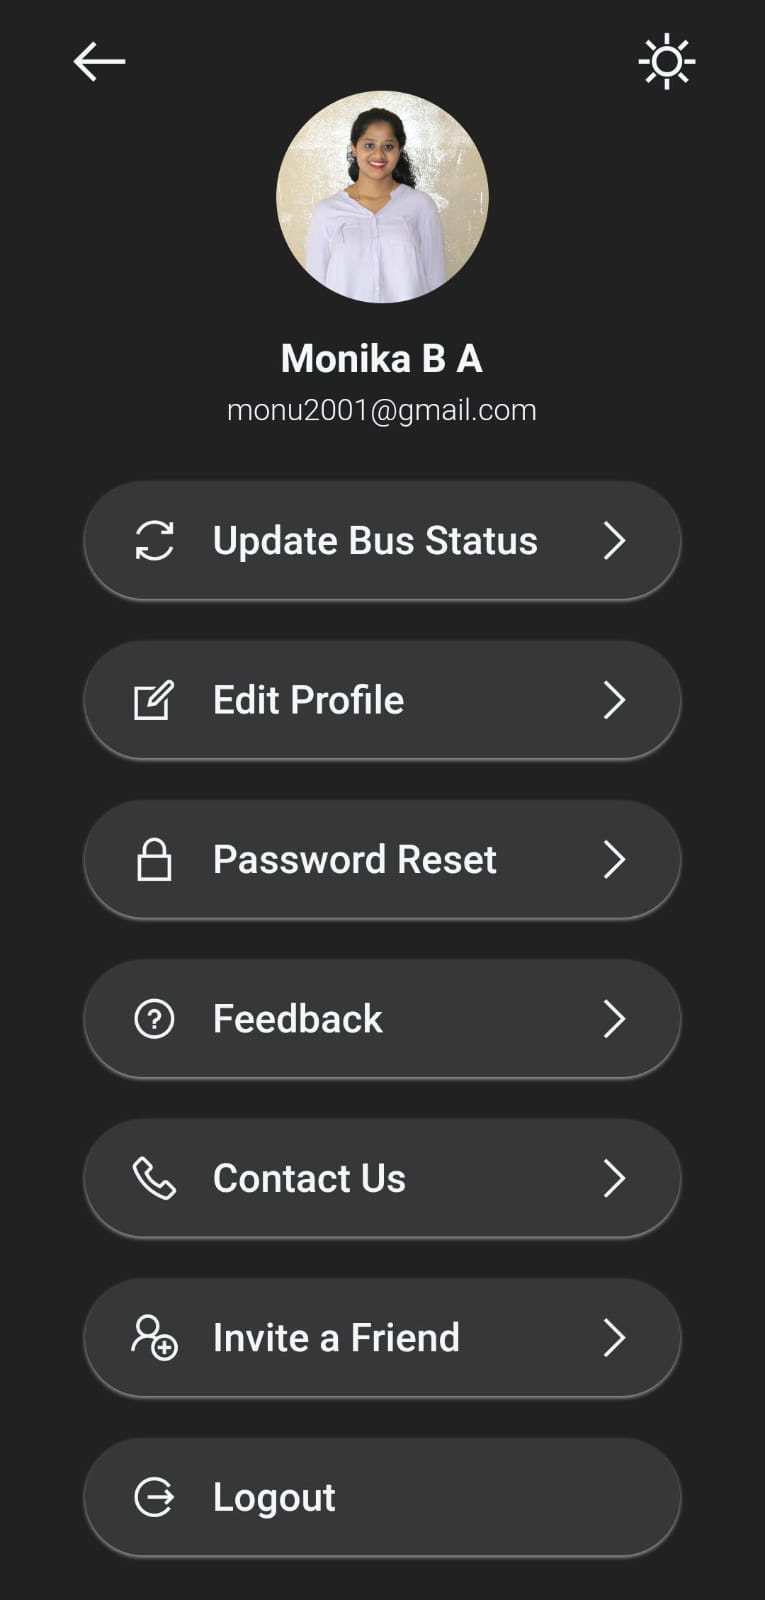 Monika B A
monu2001@gmail.com
Update Bus Status
Edit Profile
Password Reset
Feedback
Contact Us
Invite a Friend
Logout